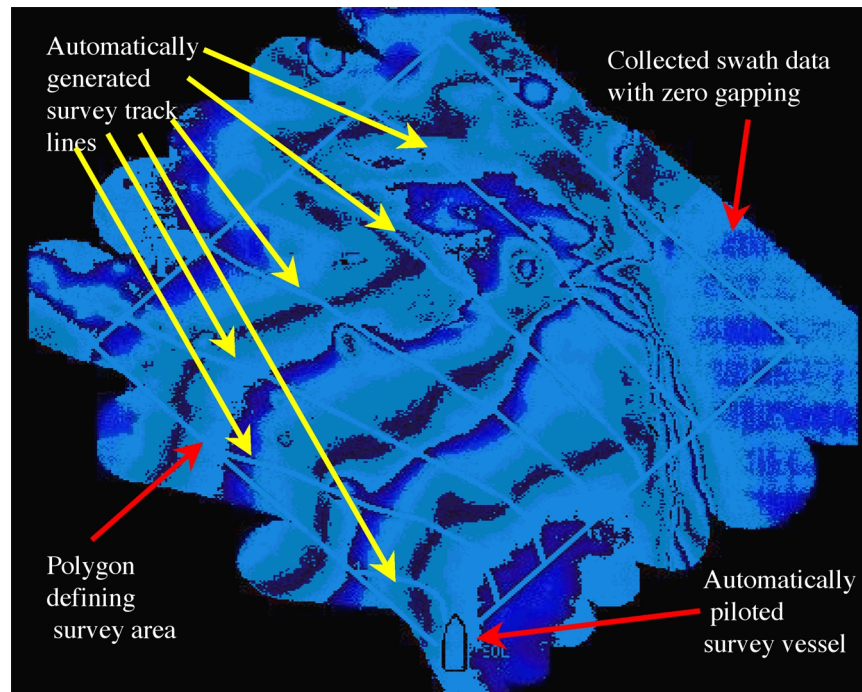 Automatically
generated
survey track
lines
Collected swath data
with zero gapping
Polygon
defining
survey area
Automatically
piloted
survey vessel
EOL